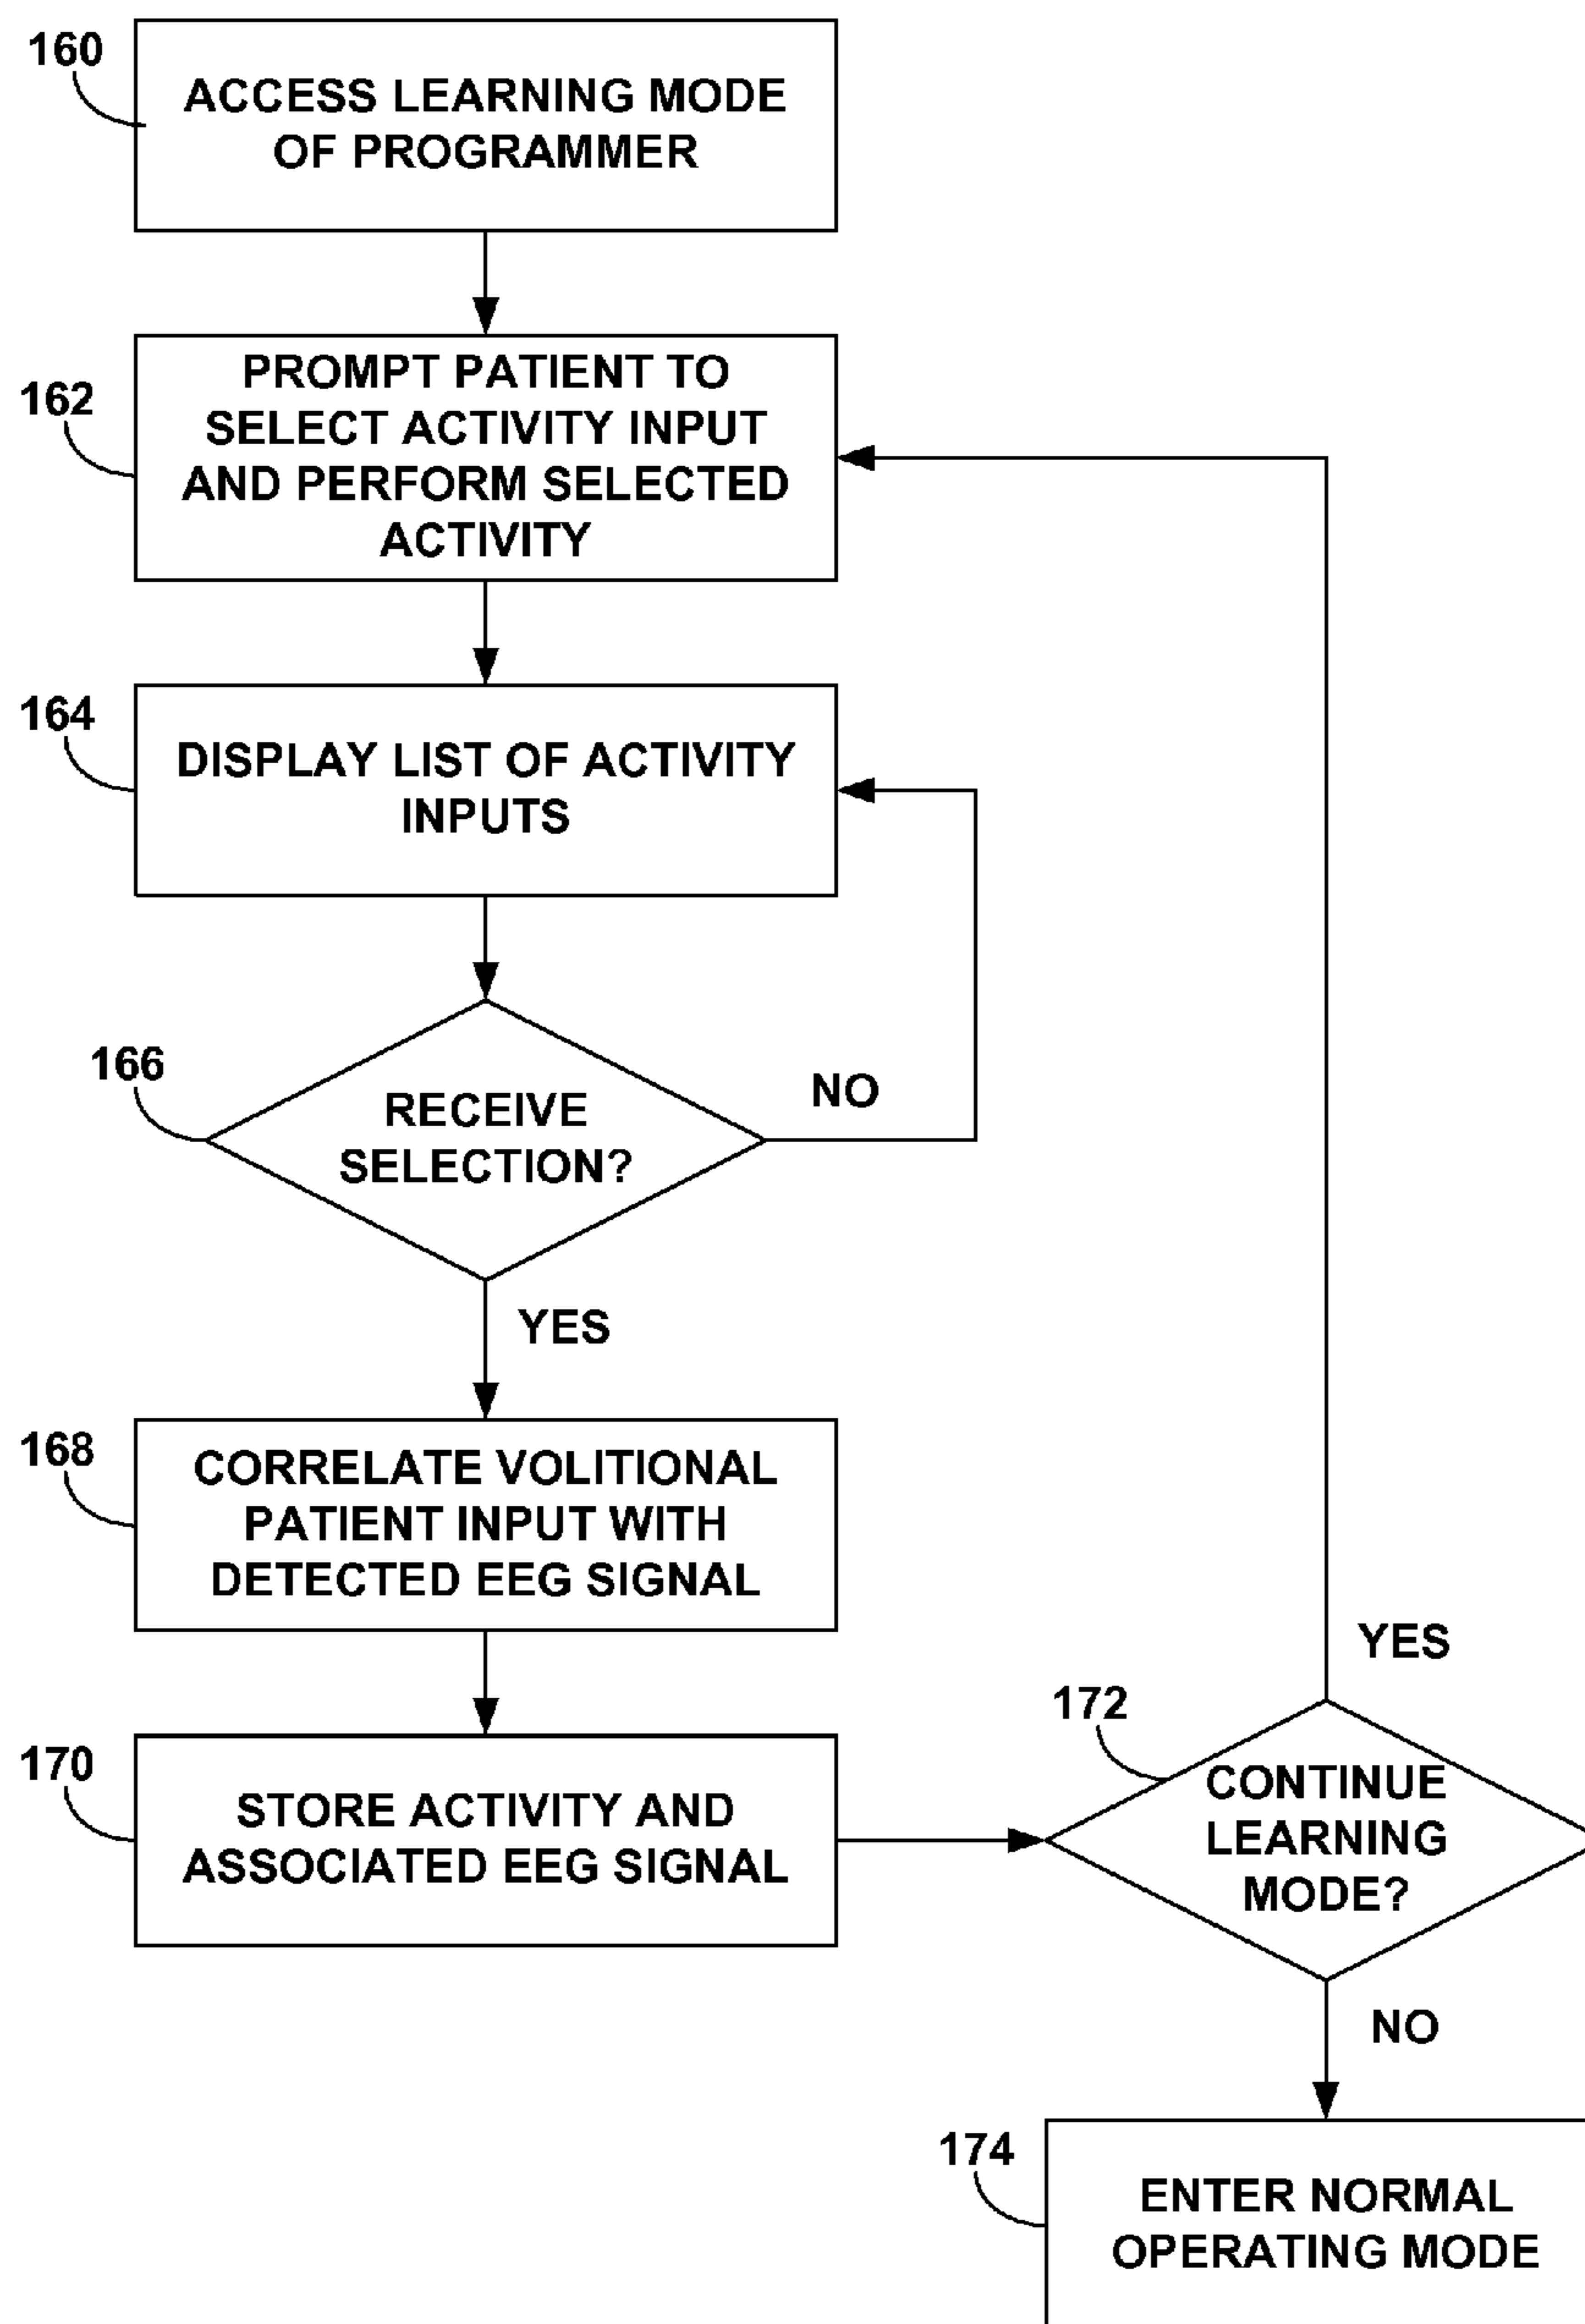 160
ACCESS LEARNING MODE
OF PROGRAMMER
162
PROMPT PATIENT TO
SELECT ACTIVITY INPUT
AND PERFORM SELECTED
ACTIVITY
164
DISPLAY LIST OF ACTIVITY
INPUTS
166
RECEIVE
SELECTION?
NO
YES
168
CORRELATE VOLITIONAL
PATIENT INPUT WITH
DETECTED EEG SIGNAL
170
STORE ACTIVITY AND
ASSOCIATED EEG SIGNAL
YES
172
CONTINUE
LEARNING
MODE?
NO
174
ENTER NORMAL
OPERATING MODE